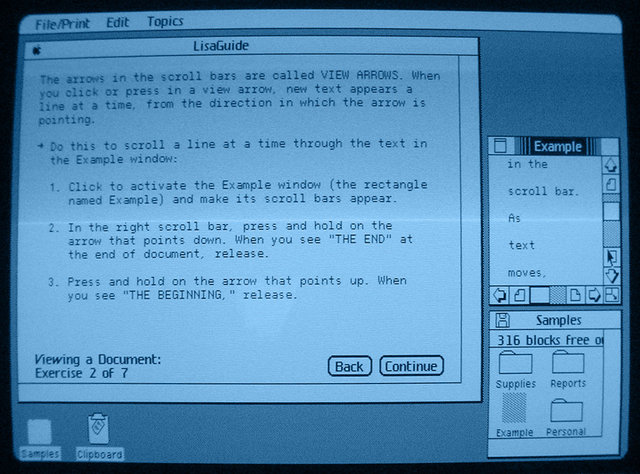 File/Print Edit Topics
LisaGuide
The arrows in the scroll bars are called VIEW ARROWS. When
you click or press in a view arrow, new text appears a
line at a time, from the direction in which the arrow is
pointing.
→ Do this to scroll a line at a time through the text in
the Example window:
1. Click to activate the Example window (the rectangle
named Example) and make its scroll bars appear.
2. In the right scroll bar, press and hold on the
arrow that points down. When you see "THE END" at
the end of document, release.
3. Press and hold on the arrow that points up. When
you see "THE BEGINNING," release.
Viewing a Document:
Exercise 2 of 7
Back Continue
Example
in the
scroll bar.
As
text
moves,
Samples
316 blocks free o
Supplies Reports
Example Personal
Samples Clipboard